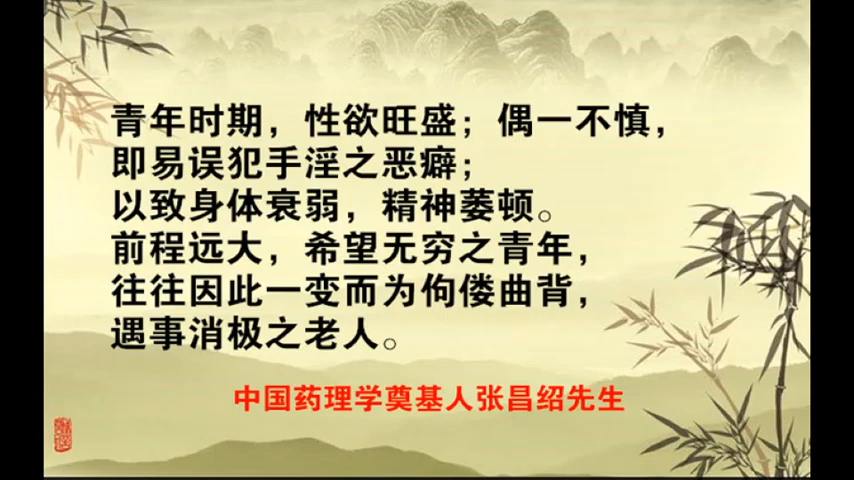 青年时期，性欲旺盛；偶一不慎，
即易误犯手淫之恶癖；
以致身体衰弱，精神萎顿。
前程远大，希望无穷之青年，
往往因此一变而为佝偻曲背，
遇事消极之老人。
中国药理学奠基人张昌绍先生